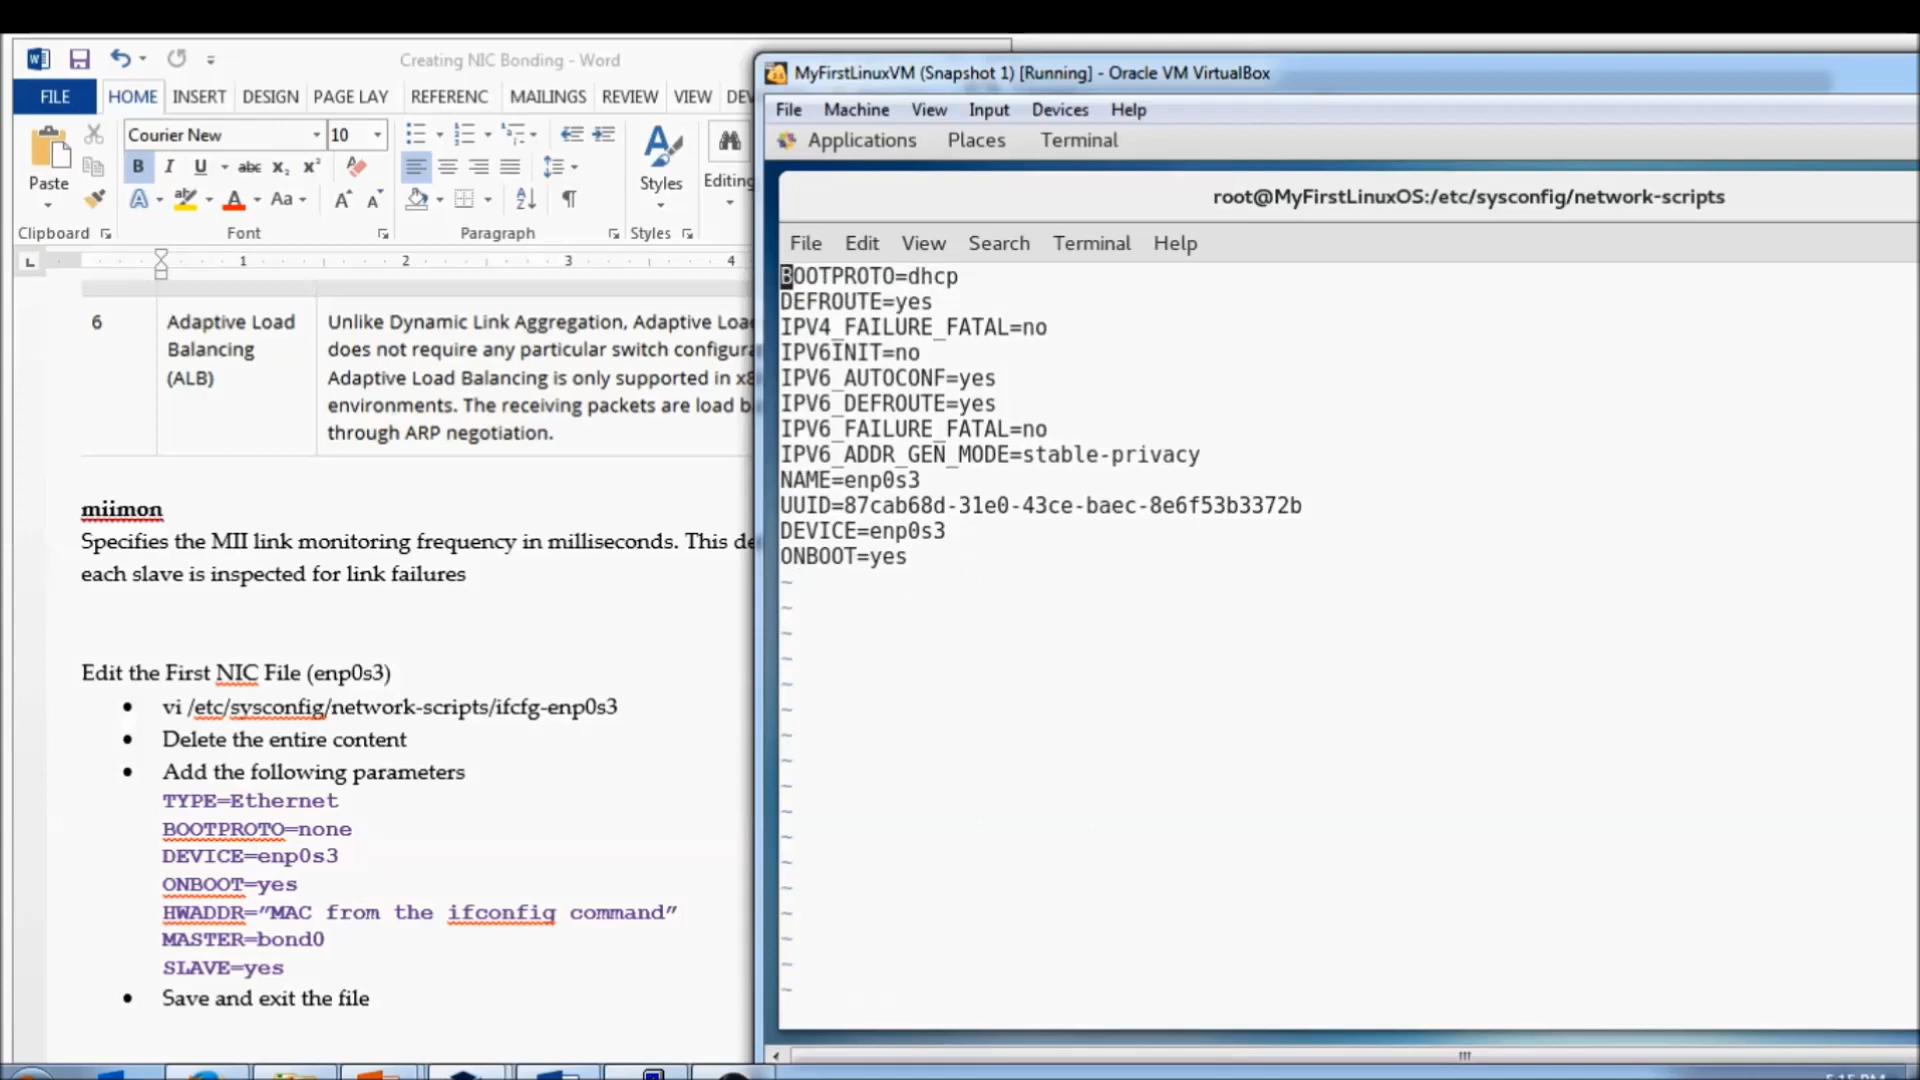 Creating NIC Bonding - Word
FILE HOME INSERT DESIGN PAGE LAY REFERENC MAILINGS REVIEW VIEW DEV
Courier New 10
Paste
Styles
Editing
Clipboard Font Paragraph Styles
1 2 3 4
6
Adaptive Load
Balancing
(ALB)
Unlike Dynamic Link Aggregation, Adaptive Loa
does not require any particular switch configura
Adaptive Load Balancing is only supported in x8
environments. The receiving packets are load b
through ARP negotiation.
miimon
Specifies the MII link monitoring frequency in milliseconds. This de
each slave is inspected for link failures
Edit the First NIC File (enp0s3)
• vi /etc/sysconfig/network-scripts/ifcfg-enp0s3
• Delete the entire content
• Add the following parameters
TYPE=Ethernet
BOOTPROTO=none
DEVICE=enp0s3
ONBOOT=yes
HWADDR=”MAC from the ifconfig command”
MASTER=bond0
SLAVE=yes
• Save and exit the file
MyFirstLinuxVM (Snapshot 1) [Running] - Oracle VM VirtualBox
File Machine View Input Devices Help
Applications Places Terminal
root@MyFirstLinuxOS:/etc/sysconfig/network-scripts
File Edit View Search Terminal Help
BOOTPROTO=dhcp
DEFROUTE=yes
IPV4_FAILURE_FATAL=no
IPV6INIT=no
IPV6_AUTOCONF=yes
IPV6_DEFROUTE=yes
IPV6_FAILURE_FATAL=no
IPV6_ADDR_GEN_MODE=stable-privacy
NAME=enp0s3
UUID=87cab68d-31e0-43ce-baec-8e6f53b3372b
DEVICE=enp0s3
ONBOOT=yes